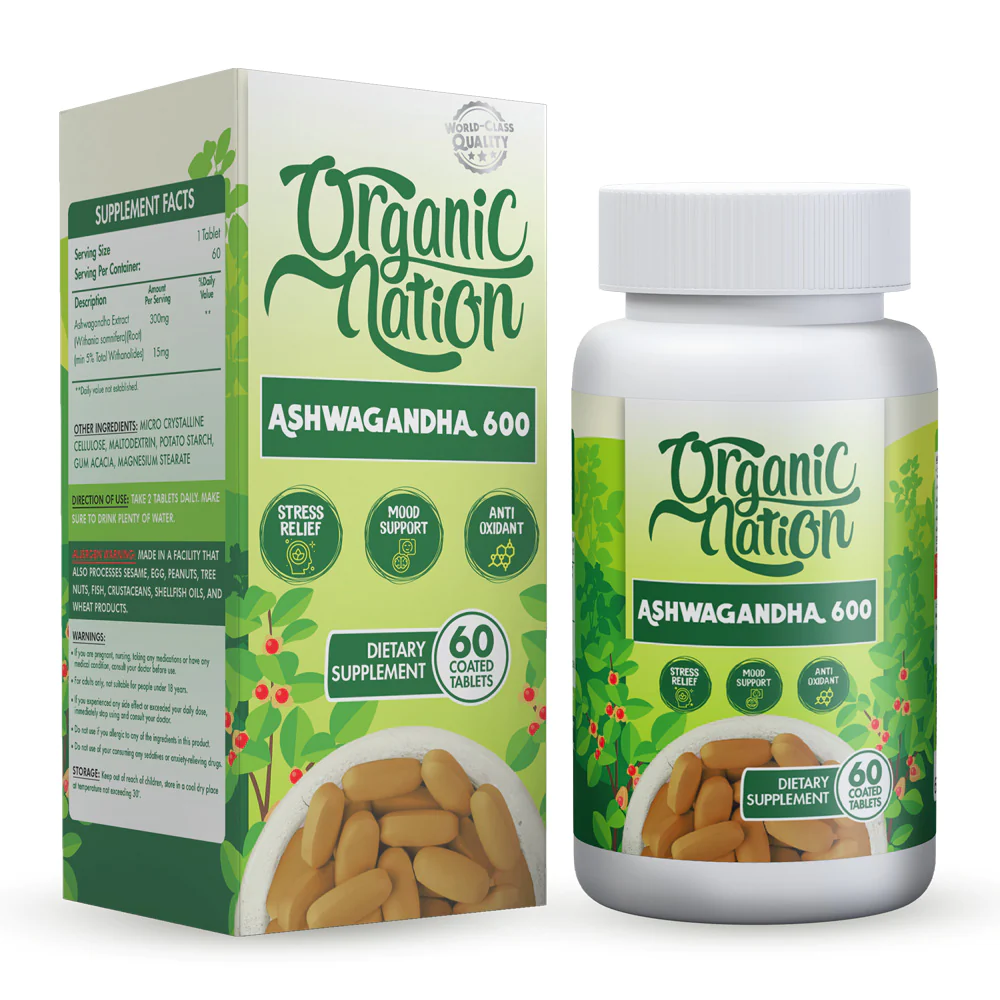 SUPPLEMENT FACTS
Serving Size 1 Tablet
Serving Per Container: 60
Description Amount Per Serving %Daily Value
Ashwagandha Extract 300mg **
(Withania somnifera)(Root)
(min 5% Total Withanolides) 15mg
**Daily value not established.
OTHER INGREDIENTS: MICRO CRYSTALLINE
CELLULOSE, MALTODEXTRIN, POTATO STARCH,
GUM ACACIA, MAGNESIUM STEARATE
DIRECTION OF USE: TAKE 2 TABLETS DAILY. MAKE
SURE TO DRINK PLENTY OF WATER.
ALLERGEN WARNING: MADE IN A FACILITY THAT
ALSO PROCESSES SESAME, EGG, PEANUTS, TREE
NUTS, FISH, CRUSTACEANS, SHELLFISH OILS, AND
WHEAT PRODUCTS.
WARNINGS:
• If you are pregnant, nursing, taking any medications or have any
medical condition, consult your doctor before use.
• For adults only, not suitable for people under 18 years.
• If you experienced any side effect or exceeded your daily dose,
immediately stop using and consult your doctor.
• Do not use if you allergic to any of the ingredients in this product.
• Do not use of your consuming any sedatives or anxiety-relieving drugs.
STORAGE: Keep out of reach of children, store in a cool dry place
at temperature not exceeding 30°.
WORLD-CLASS
QUALITY
Organic
Nation
ASHWAGANDHA 600
STRESS
RELIEF
MOOD
SUPPORT
ANTI
OXIDANT
DIETARY
SUPPLEMENT
60
COATED
TABLETS
Organic
Nation
ASHWAGANDHA 600
STRESS
RELIEF
MOOD
SUPPORT
ANTI
OXIDANT
DIETARY
SUPPLEMENT
60
COATED
TABLETS